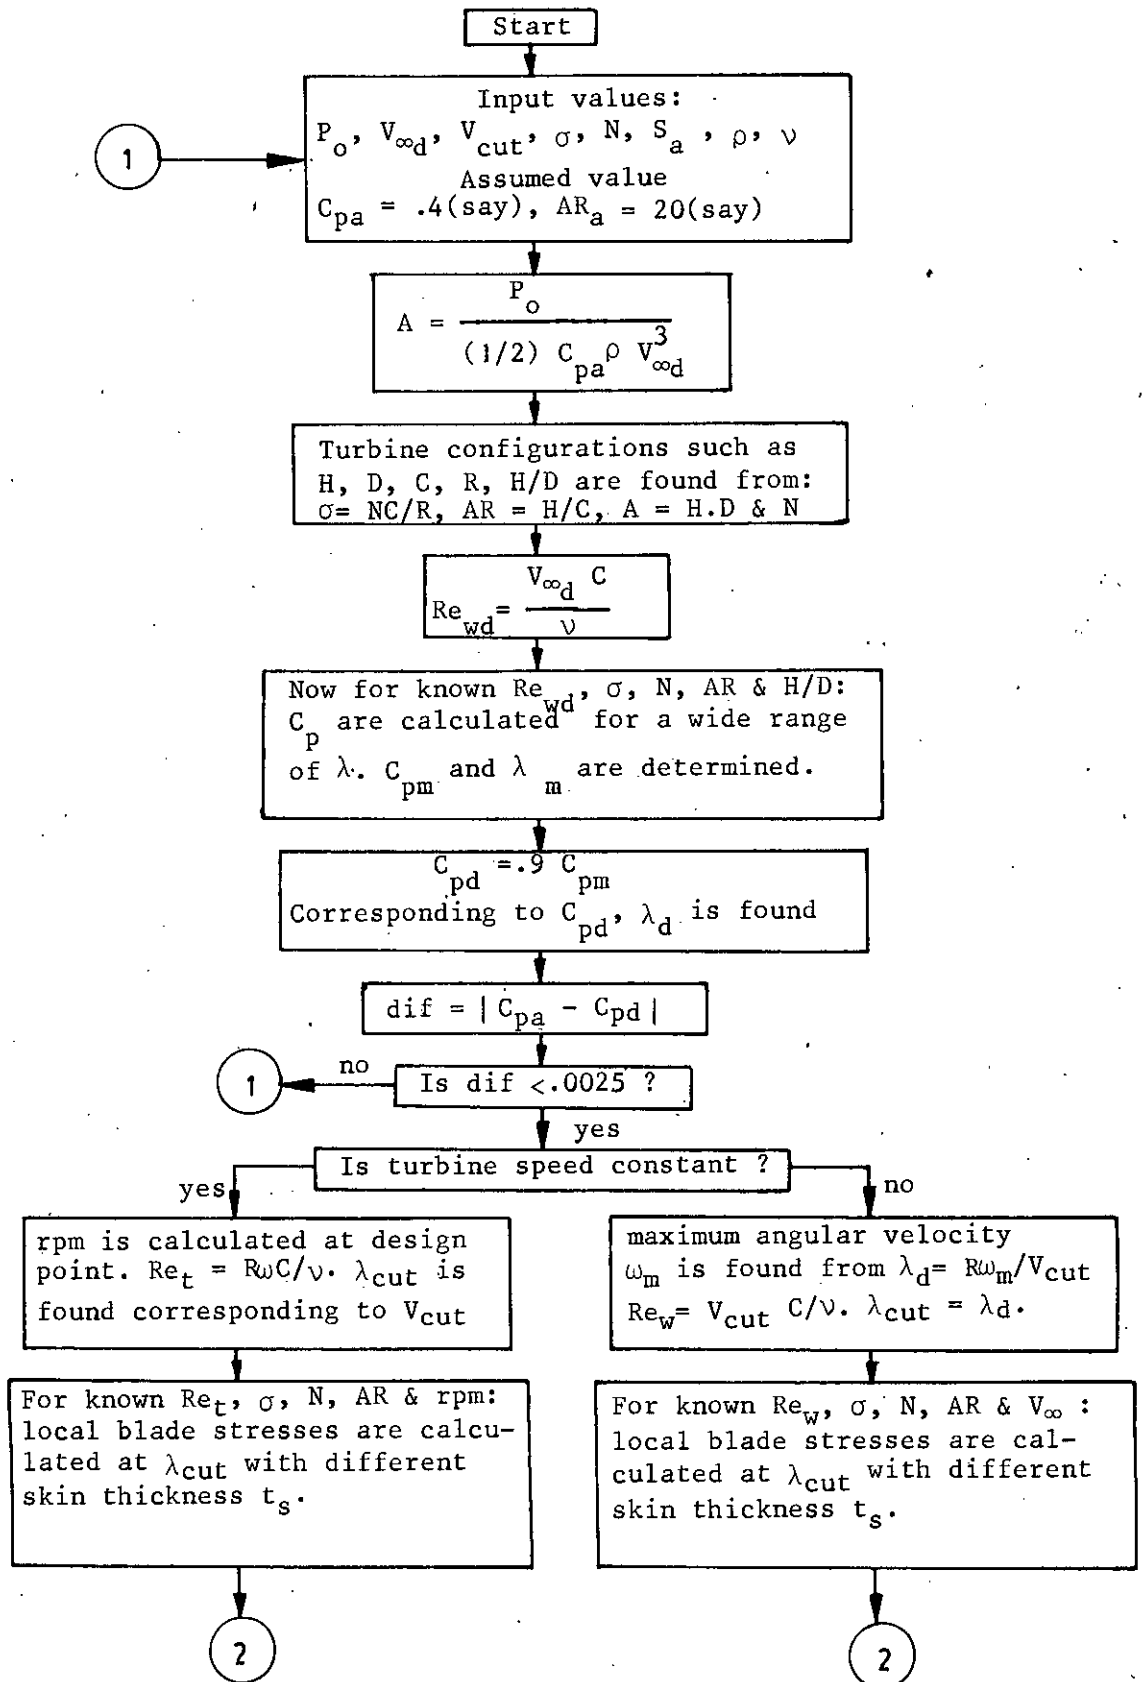 Start
Input values:
P_o, V_∞d, V_cut, σ, N, S_a, ρ, ν
Assumed value
C_pa = .4(say), AR_a = 20(say)
1
A = P_o / (1/2) C_pa ρ V_∞d^3
Turbine configurations such as
H, D, C, R, H/D are found from:
σ= NC/R, AR = H/C, A = H.D & N
Re_wd = V_∞d C / ν
Now for known Re_wd, σ, N, AR & H/D:
C_p are calculated for a wide range
of λ. C_pm and λ_m are determined.
C_pd =.9 C_pm
Corresponding to C_pd, λ_d is found
dif = | C_pa - C_pd |
Is dif <.0025 ?
no
1
yes
Is turbine speed constant ?
yes
no
rpm is calculated at design
point. Re_t = RωC/ν. λ_cut is
found corresponding to V_cut
maximum angular velocity
ω_m is found from λ_d= Rω_m/V_cut
Re_w= V_cut C/ν. λ_cut = λ_d.
For known Re_t, σ, N, AR & rpm:
local blade stresses are calcu-
lated at λ_cut with different
skin thickness t_s.
For known Re_w, σ, N, AR & V_∞ :
local blade stresses are cal-
culated at λ_cut with different
skin thickness t_s.
2
2